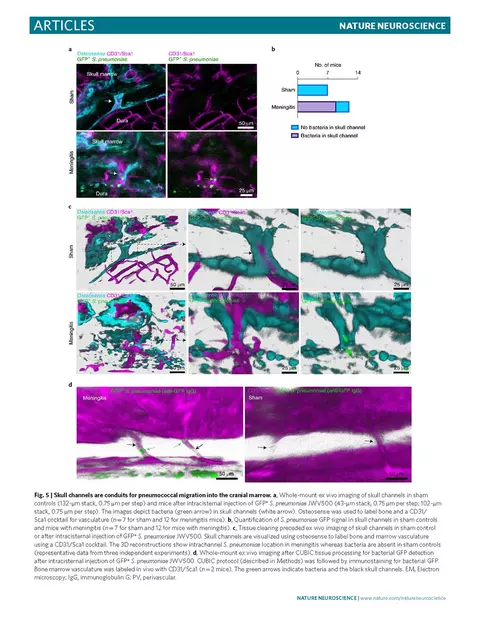 ARTICLES
NATURE NEUROSCIENCE
a
Osteosense CD31/Sca1
GFP+ S. pneumoniae
CD31/Sca1
GFP+ S. pneumoniae
Sham
Skull marrow
Dura
50 μm
Meningitis
Skull marrow
Dura
25 μm
b
No. of mice
0 7 14
Sham
Meningitis
No bacteria in skull channel
Bacteria in skull channel
c
Osteosense CD31/Sca1
Sham
50 μm
25 μm
25 μm
Osteosense CD31/Sca1
Meningitis
25 μm
25 μm
d
Meningitis
50 μm
Sham
50 μm
Fig. 5 | Skull channels are conduits for pneumococcal migration into the cranial marrow. a, Whole-mount ex vivo imaging of skull channels in sham
controls (132-μm stack, 0.75 μm per step) and mice after intracisternal injection of GFP+ S. pneumoniae JWV500 (43-μm stack, 0.75 μm per step; 102-μm
stack, 0.75 μm per step). The images depict bacteria (green arrow) in skull channels (white arrow). Osteosense was used to label bone and a CD31/
Sca1 cocktail for vasculature (n = 7 for sham and 12 for meningitis mice). b, Quantification of S. pneumoniae GFP signal in skull channels in sham controls
and mice with meningitis (n = 7 for sham and 12 for mice with meningitis). c, Tissue clearing preceded ex vivo imaging of skull channels in sham control
or after intracisternal injection of GFP+ S. pneumoniae JWV500. Skull channels are visualized using osteosense to label bone and marrow vasculature
using a CD31/Sca1 cocktail. The 3D reconstructions show intrachannel S. pneumoniae location in meningitis whereas bacteria are absent in sham controls
(representative data from three independent experiments). d, Whole-mount ex vivo imaging after CUBIC tissue processing for bacterial GFP detection
after intracisternal injection of GFP+ S. pneumoniae JWV500. CUBIC protocol (described in Methods) was followed by immunostaining for bacterial GFP.
Bone marrow vasculature was labeled in vivo with CD31/Sca1 (n = 2 mice). The green arrows indicate bacteria and the black skull channels. EM, Electron
microscopy; IgG, immunoglobulin G; PV, perivascular.
NATURE NEUROSCIENCE | www.nature.com/natureneuroscience